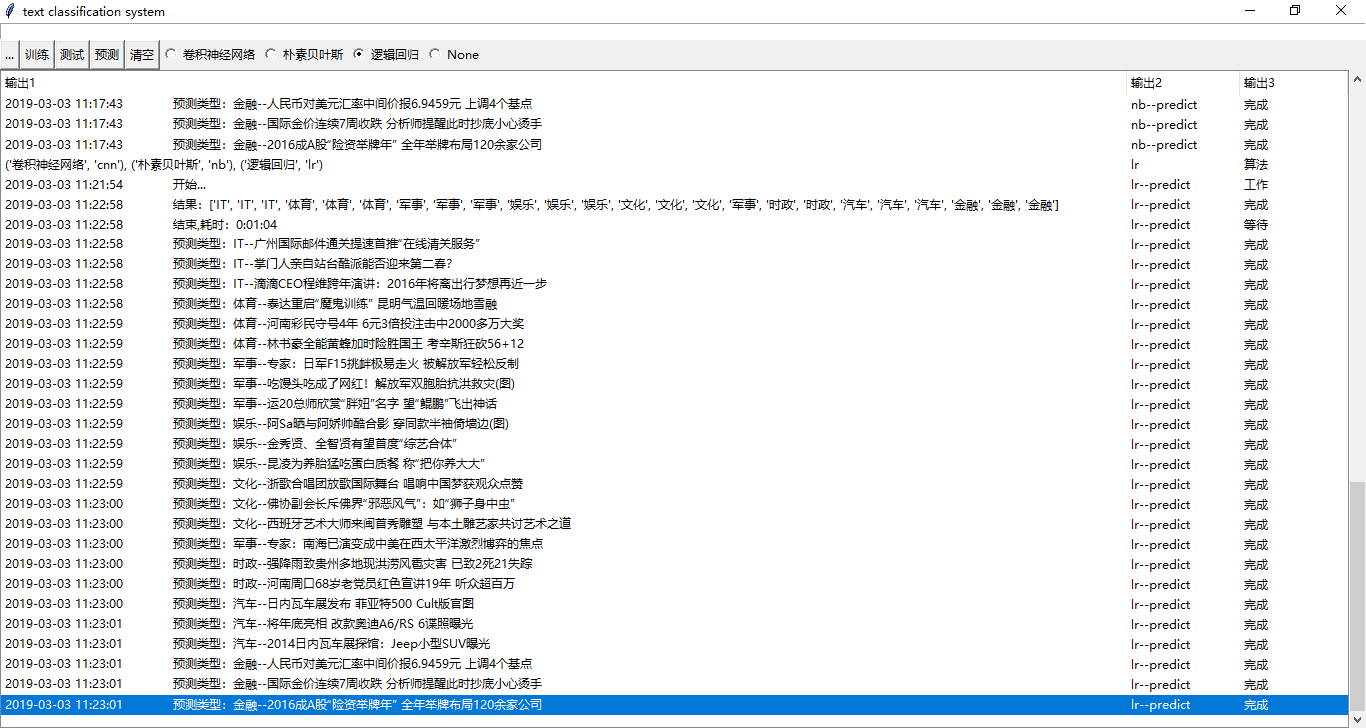 text classification system
... 训练 测试 预测 清空 卷积神经网络 朴素贝叶斯 逻辑回归 None
输出1 输出2 输出3
2019-03-03 11:17:43 预测类型：金融--人民币对美元汇率中间价报6.9459元 上调4个基点 nb--predict 完成
2019-03-03 11:17:43 预测类型：金融--国际金价连续7周收跌 分析师提醒此时抄底小心烫手 nb--predict 完成
2019-03-03 11:17:43 预测类型：金融--2016成A股“险资举牌年” 全年举牌布局120余家公司 nb--predict 完成
('卷积神经网络', 'cnn'), ('朴素贝叶斯', 'nb'), ('逻辑回归', 'lr') lr 算法
2019-03-03 11:21:54 开始... lr--predict 工作
2019-03-03 11:22:58 结果：['IT', 'IT', 'IT', '体育', '体育', '体育', '军事', '军事', '军事', '娱乐', '娱乐', '娱乐', '文化', '文化', '文化', '军事', '时政', '时政', '汽车', '汽车', '汽车', '金融', '金融', '金融'] lr--predict 完成
2019-03-03 11:22:58 结束,耗时：0:01:04 lr--predict 等待
2019-03-03 11:22:58 预测类型：IT--广州国际邮件通关提速首推“在线清关服务” lr--predict 完成
2019-03-03 11:22:58 预测类型：IT--掌门人亲自站台酷派能否迎来第二春？ lr--predict 完成
2019-03-03 11:22:58 预测类型：IT--滴滴CEO程维跨年演讲：2016年将离出行梦想再近一步 lr--predict 完成
2019-03-03 11:22:58 预测类型：体育--泰达重启“魔鬼训练” 昆明气温回暖场地雪融 lr--predict 完成
2019-03-03 11:22:59 预测类型：体育--河南彩民守号4年 6元3倍投注击中2000多万大奖 lr--predict 完成
2019-03-03 11:22:59 预测类型：体育--林书豪全能黄蜂加时险胜国王 考辛斯狂砍56+12 lr--predict 完成
2019-03-03 11:22:59 预测类型：军事--专家：日军F15挑衅极易走火 被解放军轻松反制 lr--predict 完成
2019-03-03 11:22:59 预测类型：军事--吃馒头吃成了网红！解放军双胞胎抗洪救灾(图) lr--predict 完成
2019-03-03 11:22:59 预测类型：军事--运20总师欣赏“胖妞”名字 望“鲲鹏”飞出神话 lr--predict 完成
2019-03-03 11:22:59 预测类型：娱乐--阿Sa晒与阿娇帅酷合影 穿同款半袖倚墙边(图) lr--predict 完成
2019-03-03 11:22:59 预测类型：娱乐--金秀贤、全智贤有望首度“综艺合体” lr--predict 完成
2019-03-03 11:22:59 预测类型：娱乐--昆凌为养胎猛吃蛋白质餐 称“把你养大大” lr--predict 完成
2019-03-03 11:22:59 预测类型：文化--浙歌合唱团放歌国际舞台 唱响中国梦获观众点赞 lr--predict 完成
2019-03-03 11:23:00 预测类型：文化--佛协副会长斥佛界“邪恶风气”：如“狮子身中虫” lr--predict 完成
2019-03-03 11:23:00 预测类型：文化--西班牙艺术大师来闽首秀雕塑 与本土雕艺家共讨艺术之道 lr--predict 完成
2019-03-03 11:23:00 预测类型：军事--专家：南海已演变成中美在西太平洋激烈博弈的焦点 lr--predict 完成
2019-03-03 11:23:00 预测类型：时政--强降雨致贵州多地现洪涝风雹灾害 已致2死21失踪 lr--predict 完成
2019-03-03 11:23:00 预测类型：时政--河南周口68岁老党员红色宣讲19年 听众超百万 lr--predict 完成
2019-03-03 11:23:00 预测类型：汽车--日内瓦车展发布 菲亚特500 Cult版官图 lr--predict 完成
2019-03-03 11:23:01 预测类型：汽车--将年底亮相 改款奥迪A6/RS 6谍照曝光 lr--predict 完成
2019-03-03 11:23:01 预测类型：汽车--2014日内瓦车展探馆：Jeep小型SUV曝光 lr--predict 完成
2019-03-03 11:23:01 预测类型：金融--人民币对美元汇率中间价报6.9459元 上调4个基点 lr--predict 完成
2019-03-03 11:23:01 预测类型：金融--国际金价连续7周收跌 分析师提醒此时抄底小心烫手 lr--predict 完成
2019-03-03 11:23:01 预测类型：金融--2016成A股“险资举牌年” 全年举牌布局120余家公司 lr--predict 完成